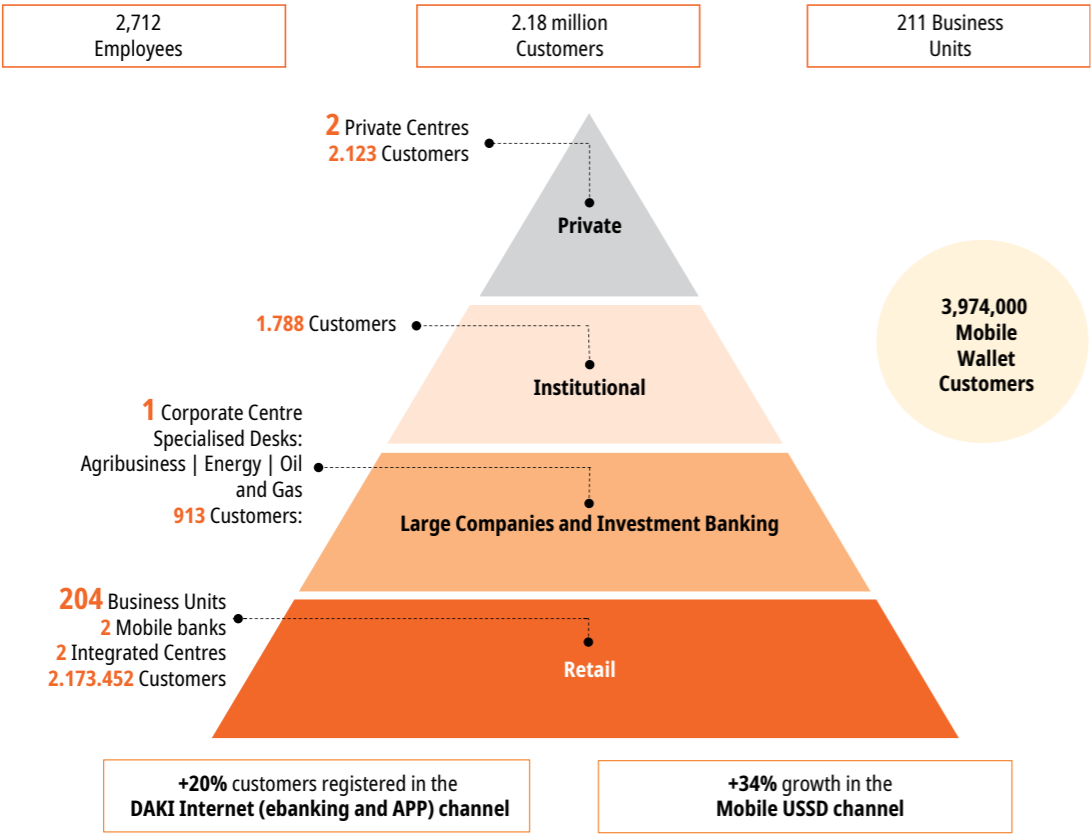 2,712
Employees
2.18 million
Customers
211 Business
Units
2 Private Centres
2.123 Customers
Private
1.788 Customers
Institutional
3,974,000
Mobile
Wallet
Customers
1 Corporate Centre
Specialised Desks:
Agribusiness | Energy | Oil
and Gas
913 Customers:
Large Companies and Investment Banking
204 Business Units
2 Mobile banks
2 Integrated Centres
2.173.452 Customers
Retail
+20% customers registered in the
DAKI Internet (ebanking and APP) channel
+34% growth in the
Mobile USSD channel